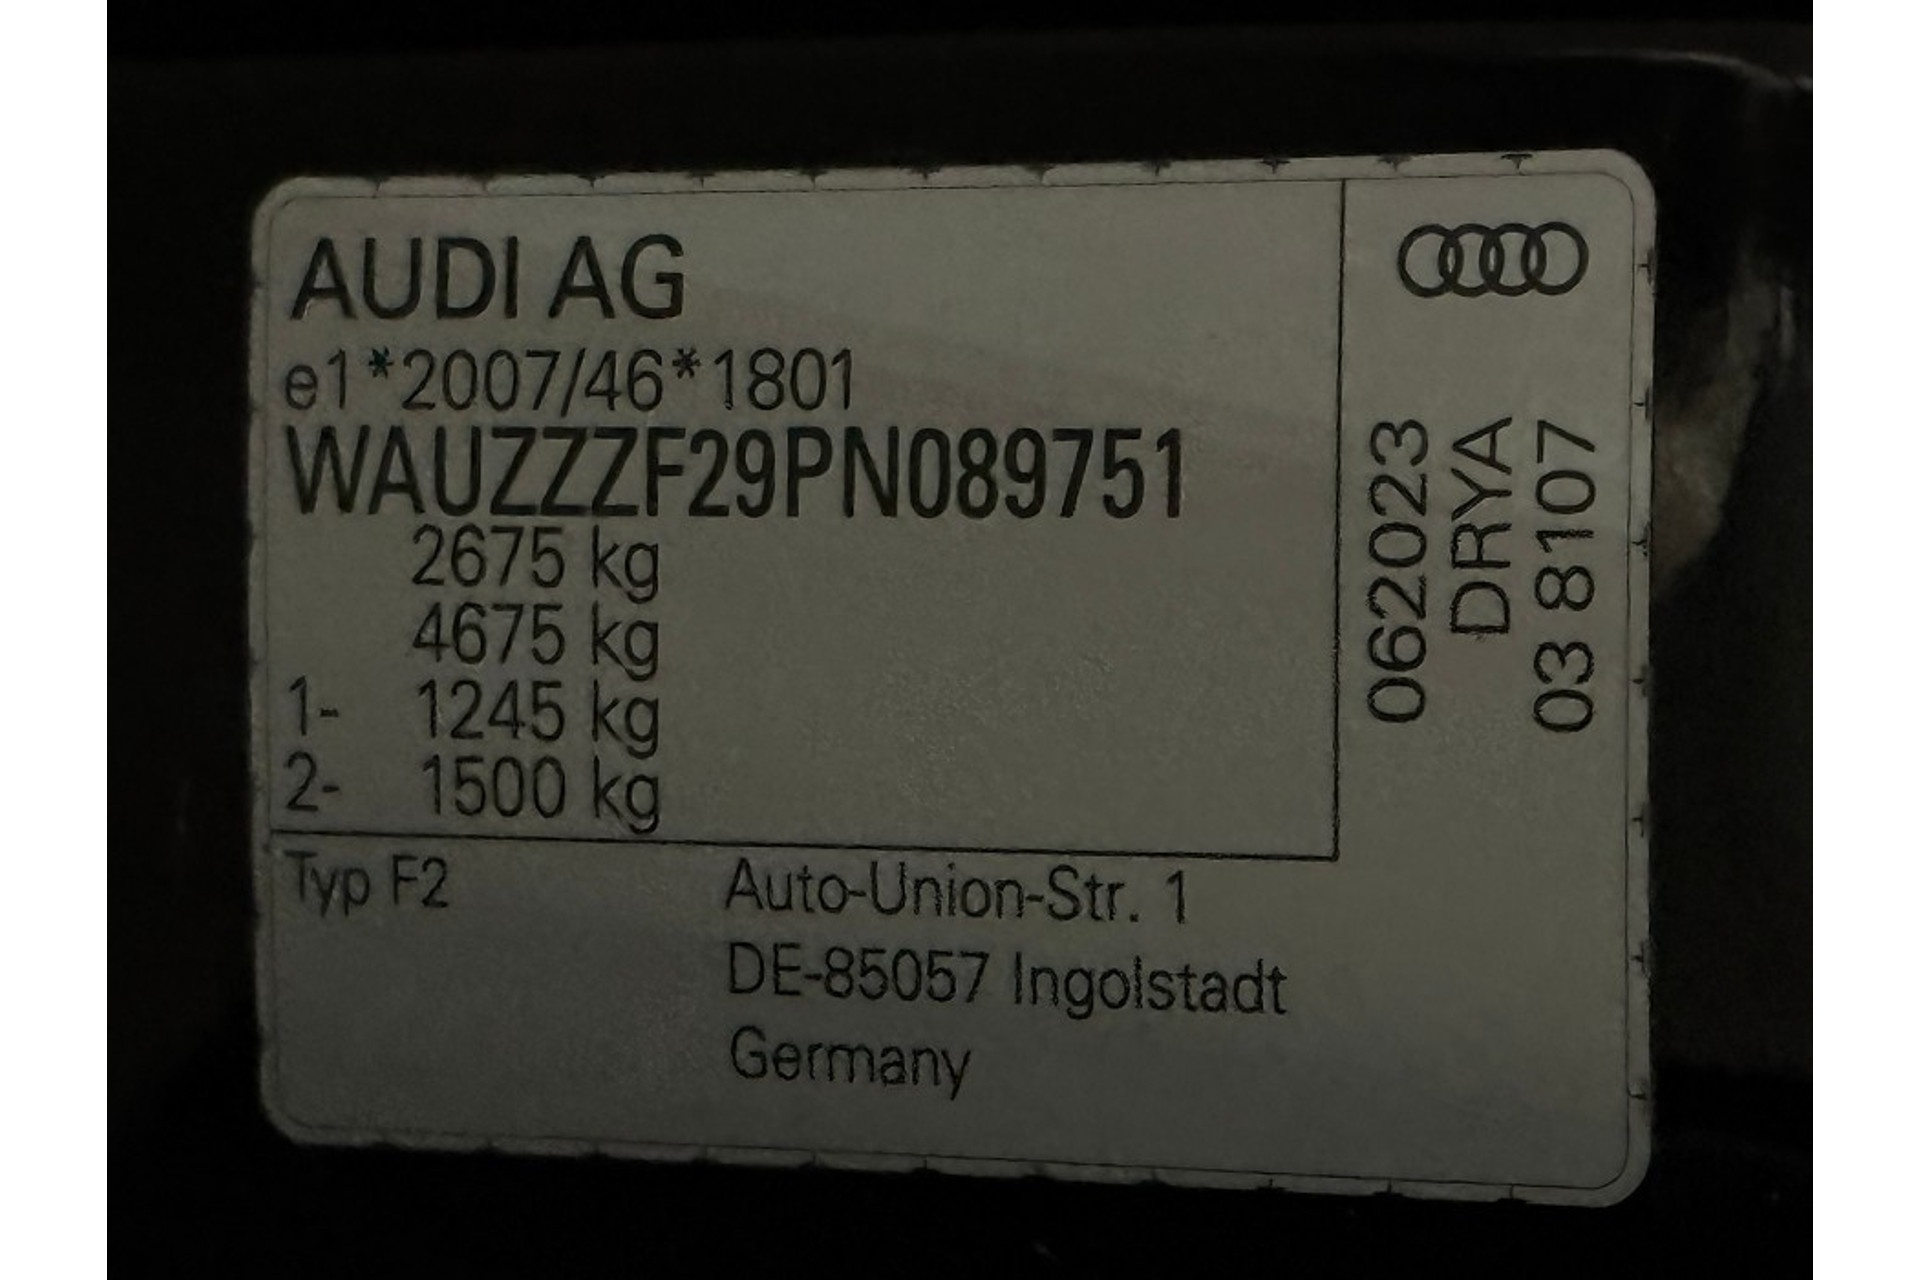 AUDI AG
e1*2007/46*1801
WAUZZZF29PN089751
2675 kg
4675 kg
1- 1245 kg
2- 1500 kg
Typ F2
Auto-Union-Str. 1
DE-85057 Ingolstadt
Germany
062023
DRYA
03 8107